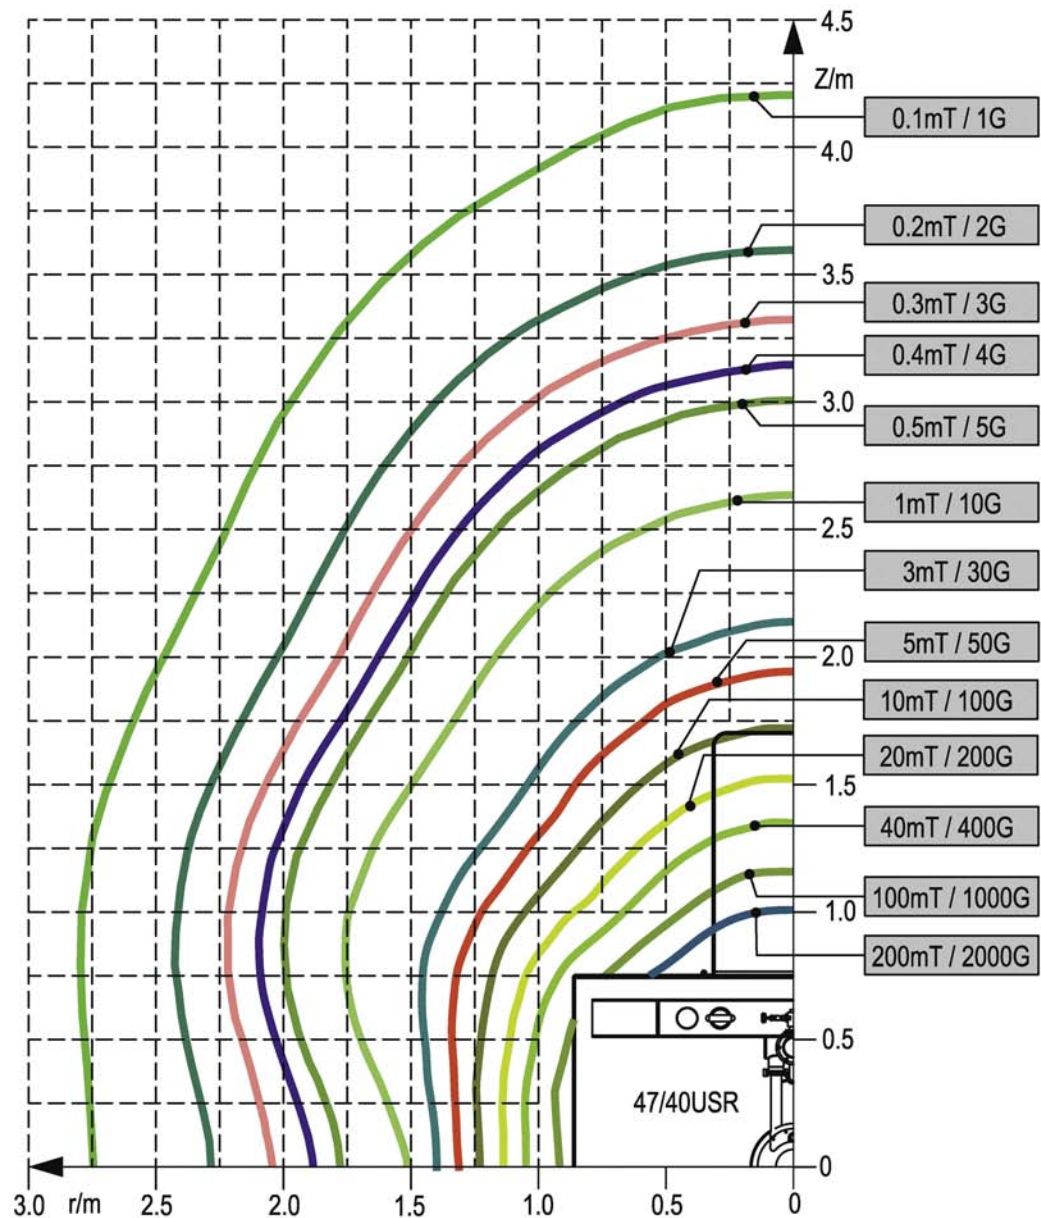 4.5
Z/m
0.1mT / 1G
4.0
0.2mT / 2G
3.5
0.3mT / 3G
0.4mT / 4G
3.0
0.5mT / 5G
1mT / 10G
2.5
3mT / 30G
5mT / 50G
2.0
10mT / 100G
20mT / 200G
1.5
40mT / 400G
100mT / 1000G
1.0
200mT / 2000G
0.5
47/40USR
0
3.0 r/m 2.5 2.0 1.5 1.0 0.5 0